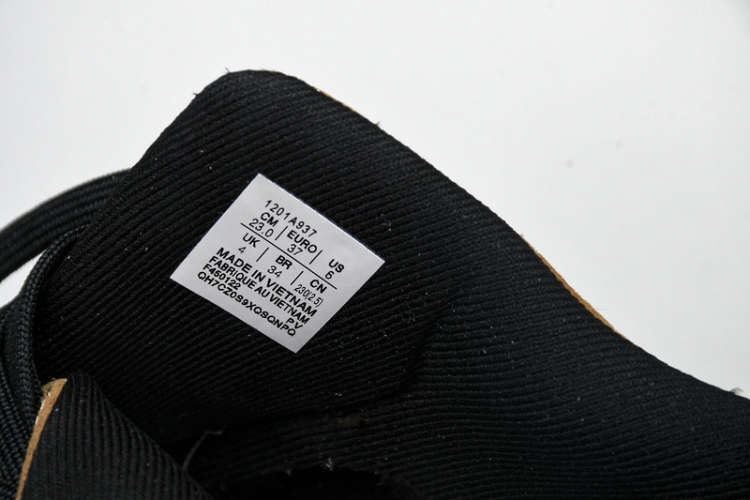 1201A937
CM | EURO | US
23.0 | 37 | 6
UK | BR | CN
4 | 34 | 230(2.5)
MADE IN VIETNAM
FABRIQUE AU VIETNAM
F450122 PV
QH7CZ0S9XQSQNPQ